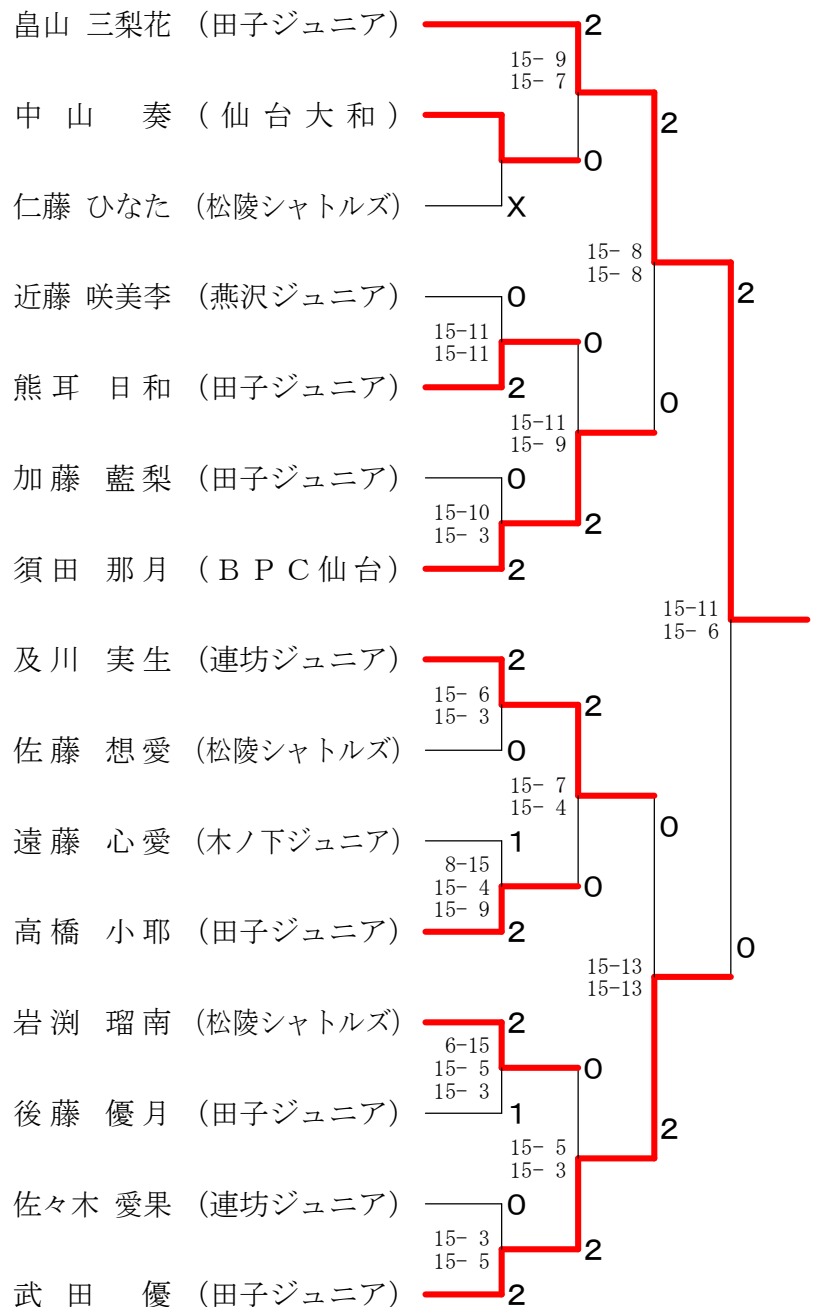 畠山 三梨花 (田子ジュニア) 2
15- 9
15- 7
中 山 奏 ( 仙 台 大 和 )
2
0
仁藤 ひなた (松陵シャトルズ) X
15- 8
15- 8
近藤 咲美李 (燕沢ジュニア) 0
2
15-11
15-11
0
熊 耳 日 和 (田子ジュニア) 2
0
15-11
15- 9
加 藤 藍 梨 (田子ジュニア) 0
15-10
15- 3
2
須 田 那 月 ( B P C 仙台 ) 2
15-11
15- 6
及 川 実 生 (連坊ジュニア) 2
15- 6
15- 3
2
佐 藤 想 愛 (松陵シャトルズ) 0
15- 7
15- 4
0
遠 藤 心 愛 (木ノ下ジュニア) 1
8-15
15- 4
15- 9
0
高 橋 小 耶 (田子ジュニア) 2
0
15-13
15-13
岩 渕 瑠 南 (松陵シャトルズ) 2
6-15
15- 5
15- 3
0
後 藤 優 月 (田子ジュニア) 1
2
15- 5
15- 3
佐々木 愛果 (連坊ジュニア) 0
15- 3
15- 5
2
武 田 優 (田子ジュニア) 2